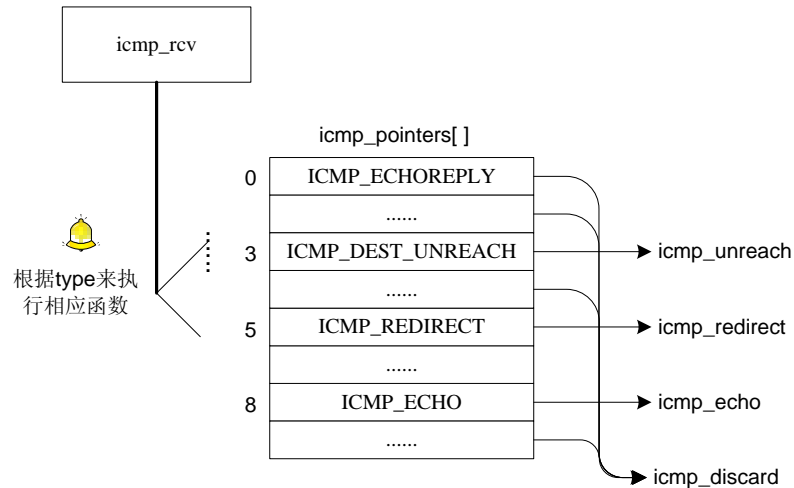 icmp_rcv
icmp_pointers[ ]
0
ICMP_ECHOREPLY
......
3
ICMP_DEST_UNREACH
icmp_unreach
根据type来执
行相应函数
......
5
ICMP_REDIRECT
icmp_redirect
......
8
ICMP_ECHO
icmp_echo
......
icmp_discard